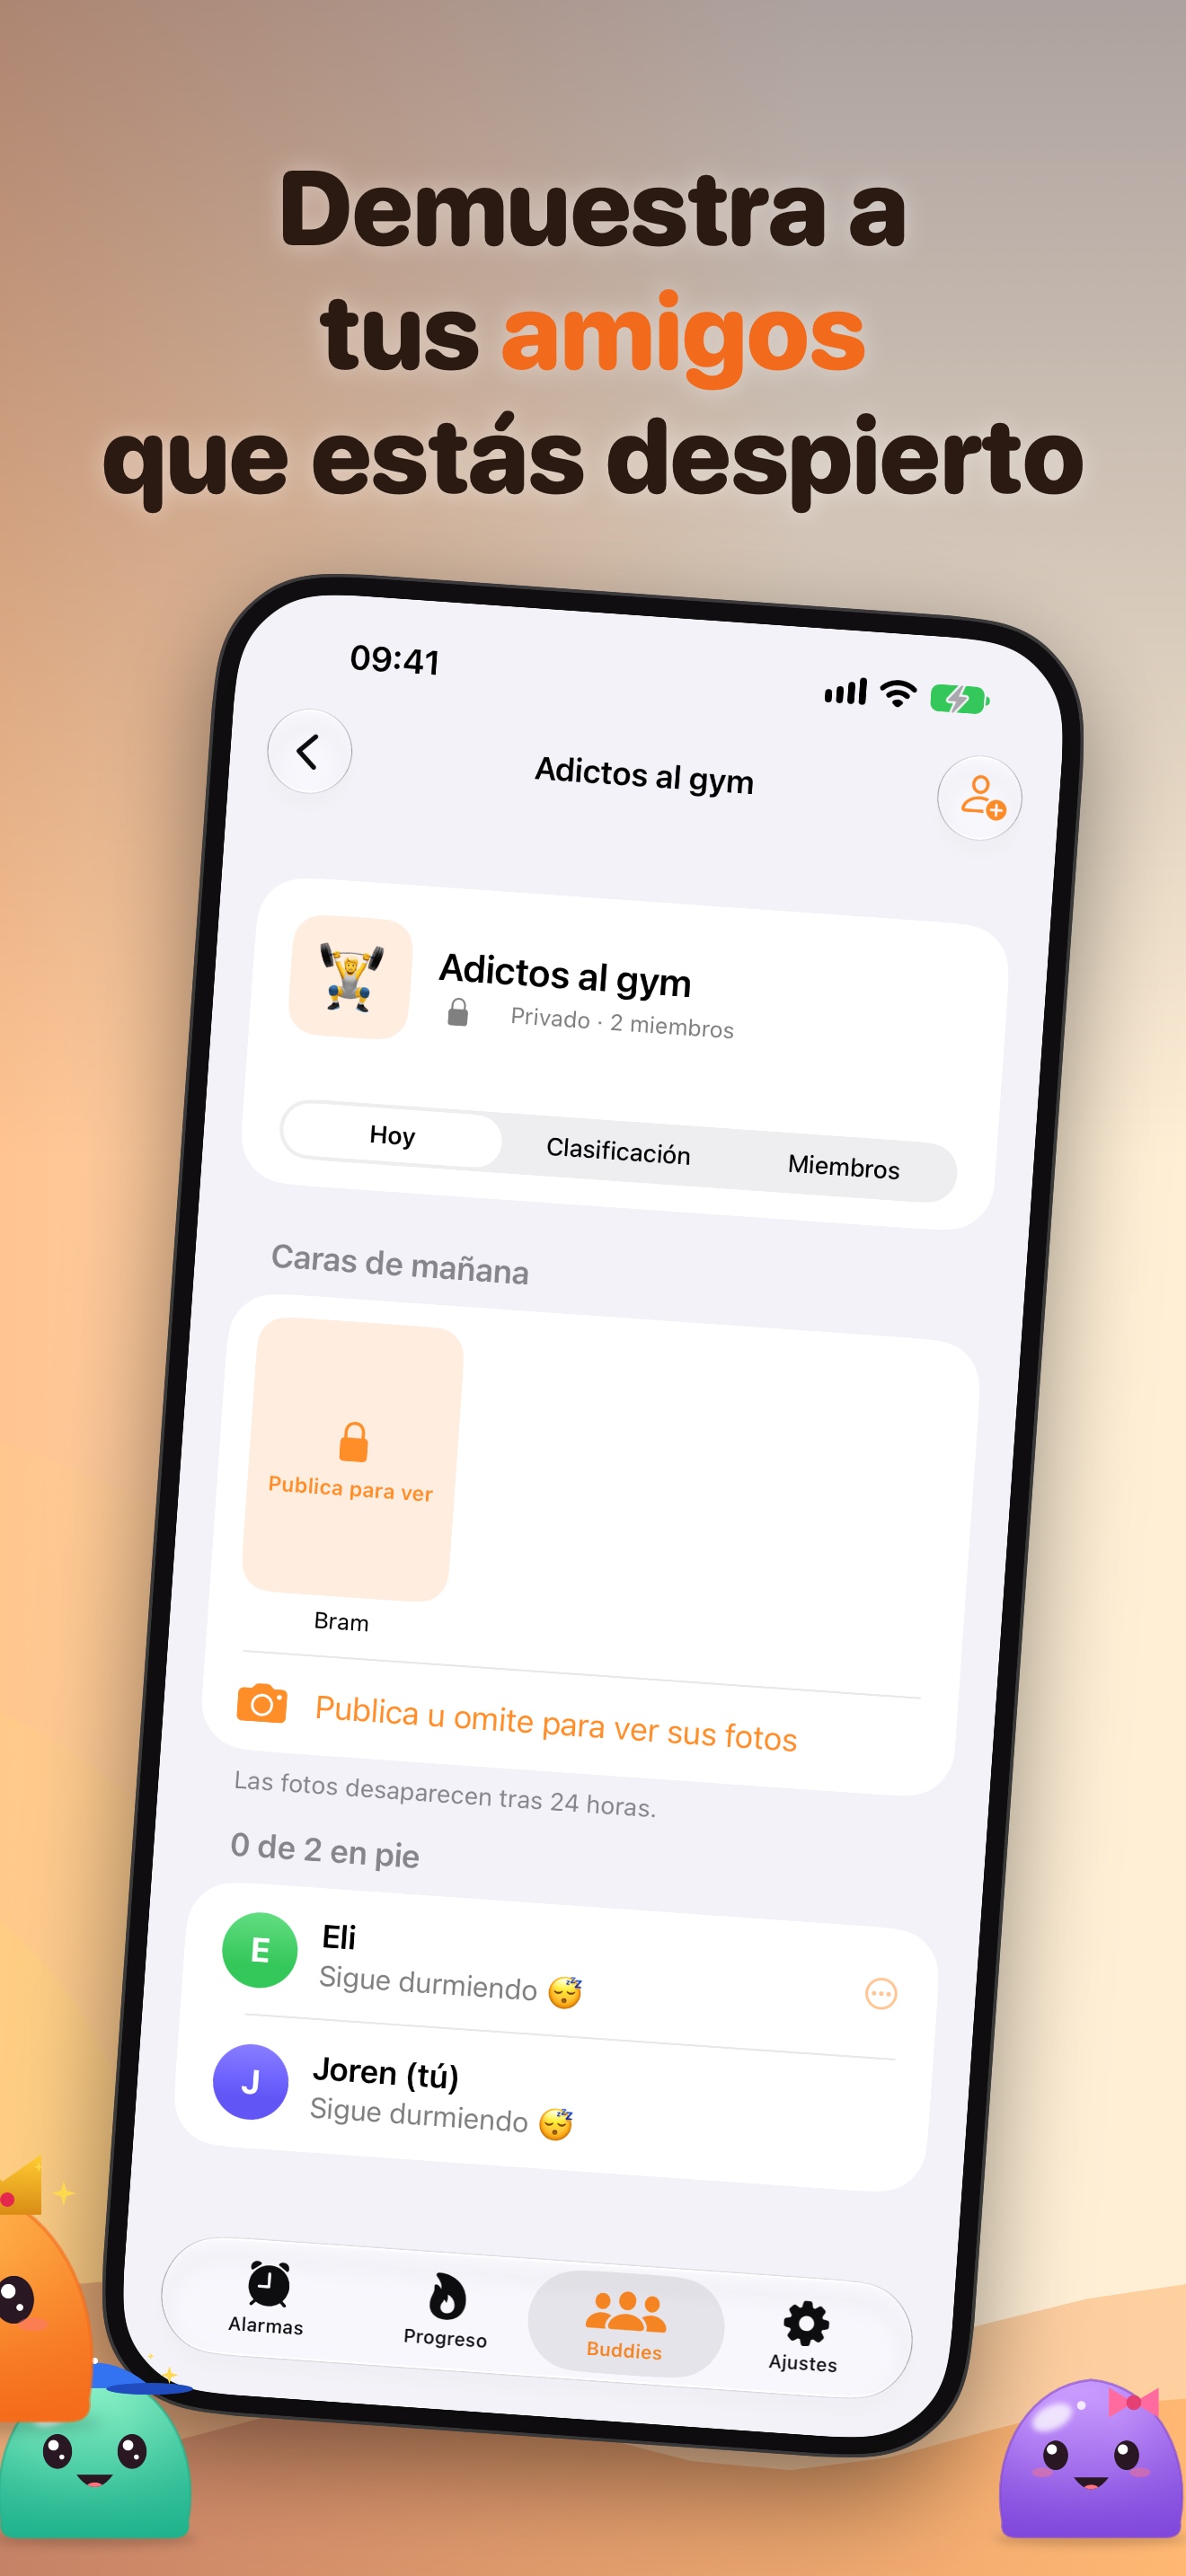 Demuestra a
tus amigos
que estás despierto
09:41
Adictos al gym
Adictos al gym
Privado · 2 miembros
Hoy
Clasificación
Miembros
Caras de mañana
Publica para ver
Bram
Publica u omite para ver sus fotos
Las fotos desaparecen tras 24 horas.
0 de 2 en pie
E
Eli
Sigue durmiendo 😴
J
Joren (tú)
Sigue durmiendo 😴
Alarmas
Progreso
Buddies
Ajustes